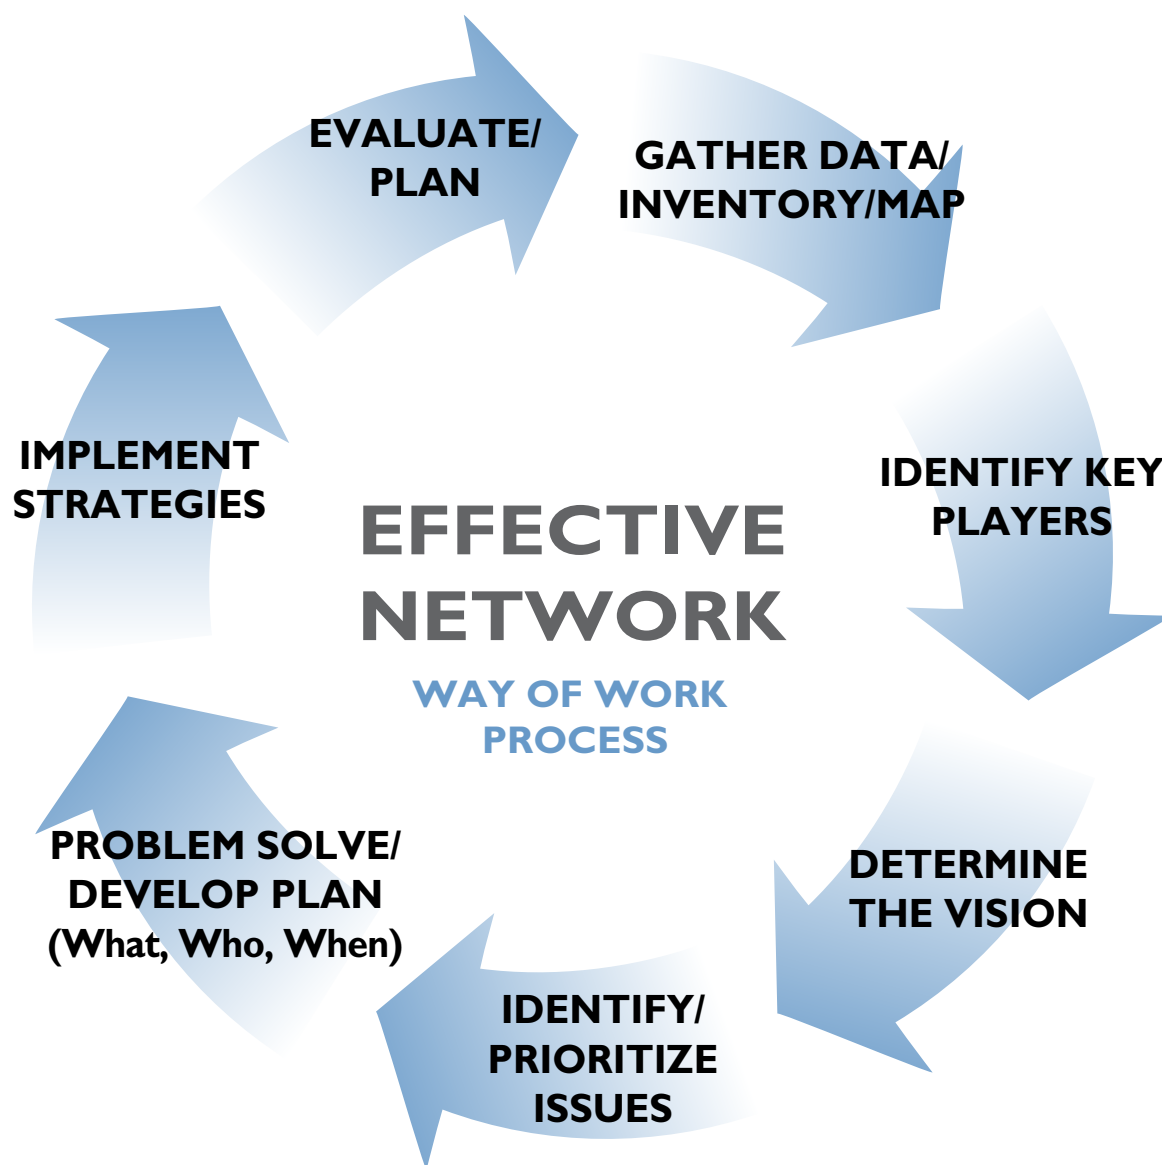 EVALUATE/
PLAN
GATHER DATA/
INVENTORY/MAP
IDENTIFY KEY
PLAYERS
DETERMINE
THE VISION
IDENTIFY/
PRIORITIZE
ISSUES
PROBLEM SOLVE/
DEVELOP PLAN
(What, Who, When)
IMPLEMENT
STRATEGIES
EFFECTIVE
NETWORK
WAY OF WORK
PROCESS